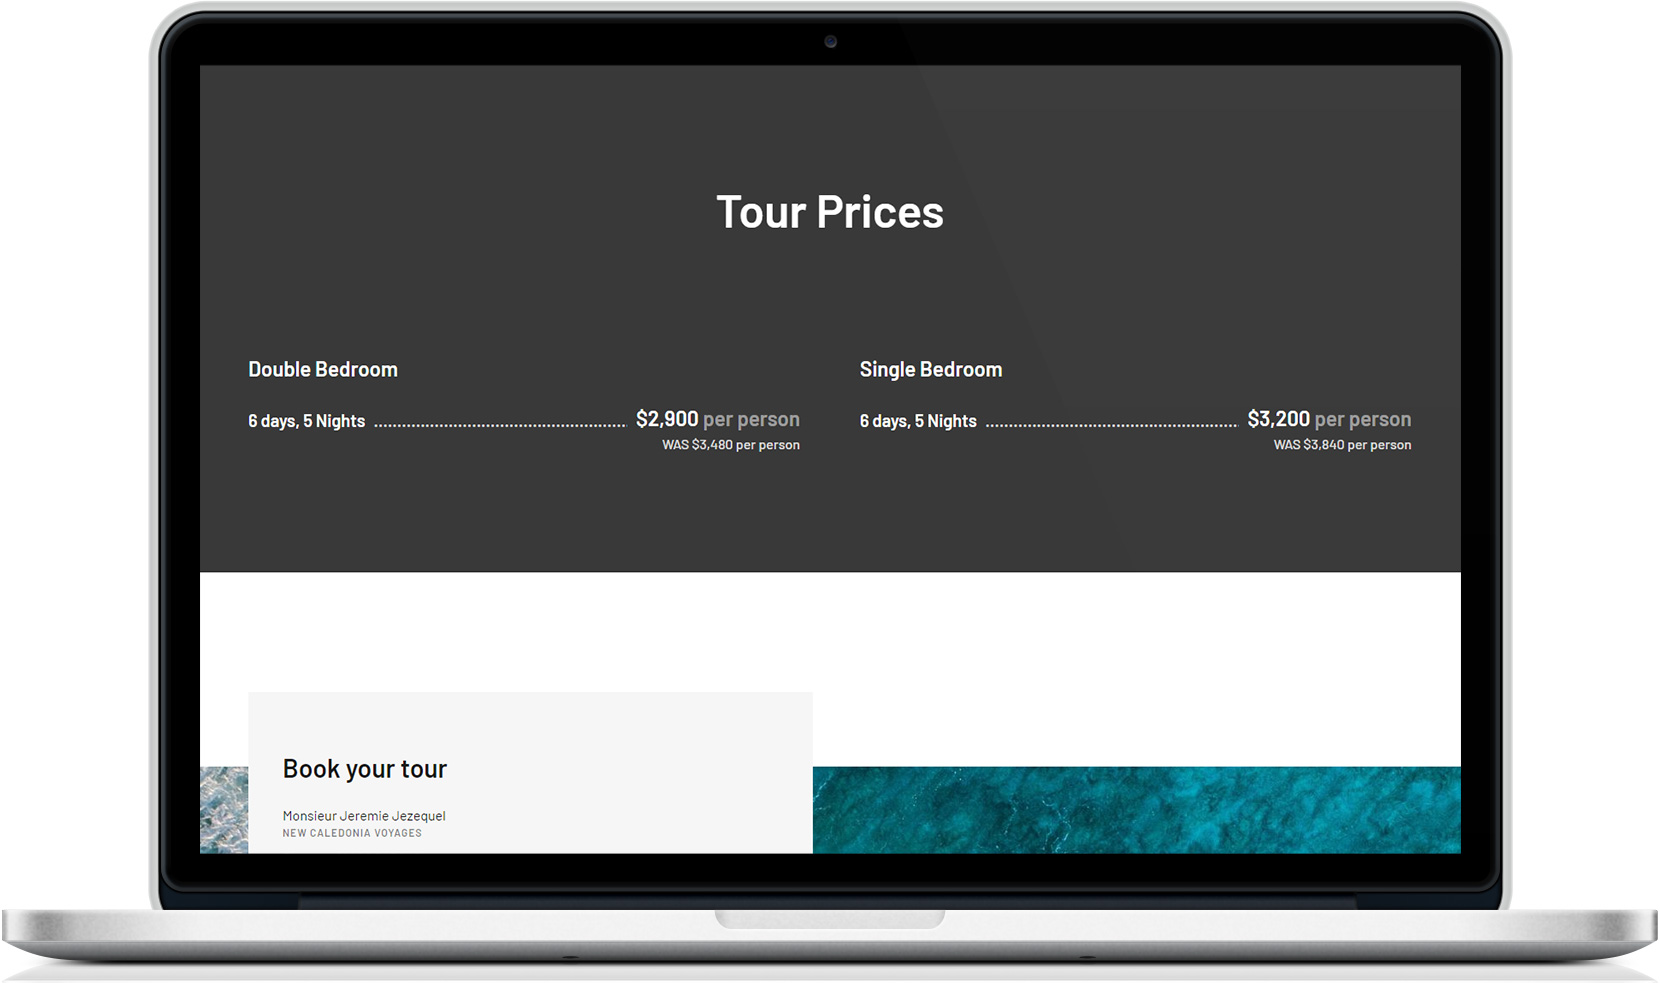 Tour Prices
Double Bedroom
6 days, 5 Nights $2,900 per person
WAS $3,480 per person
Single Bedroom
6 days, 5 Nights $3,200 per person
WAS $3,840 per person
Book your tour
Monsieur Jeremie Jezequel
NEW CALEDONIA VOYAGES